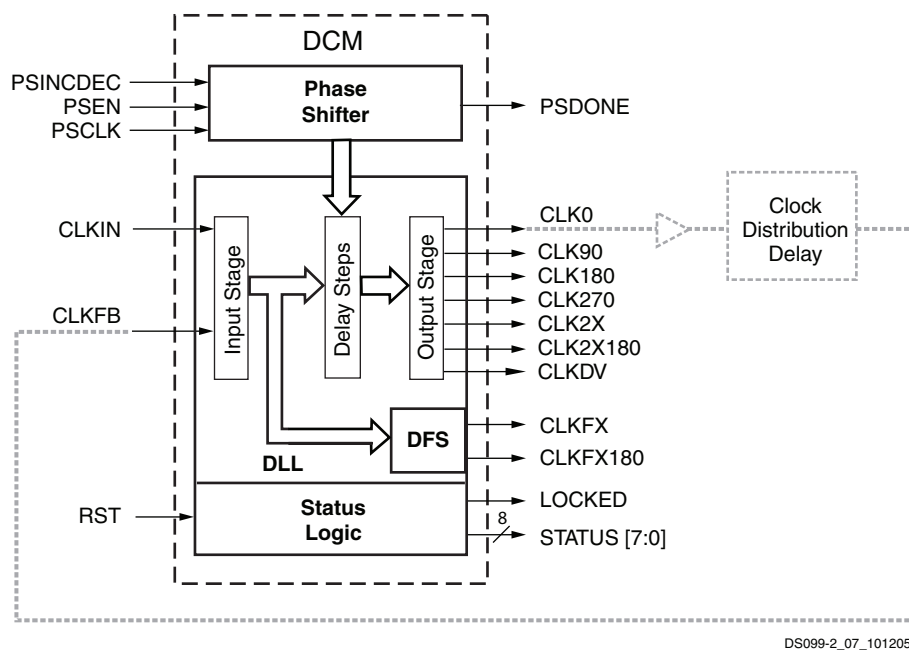 DCM
PSINCDEC
PSEN
PSCLK
Phase
Shifter
PSDONE
CLKIN
CLKFB
Input Stage
Delay Steps
Output Stage
CLK0
CLK90
CLK180
CLK270
CLK2X
CLK2X180
CLKDV
Clock
Distribution
Delay
DFS
CLKFX
CLKFX180
DLL
RST
Status
Logic
LOCKED
8
STATUS [7:0]
DS099-2_07_101205